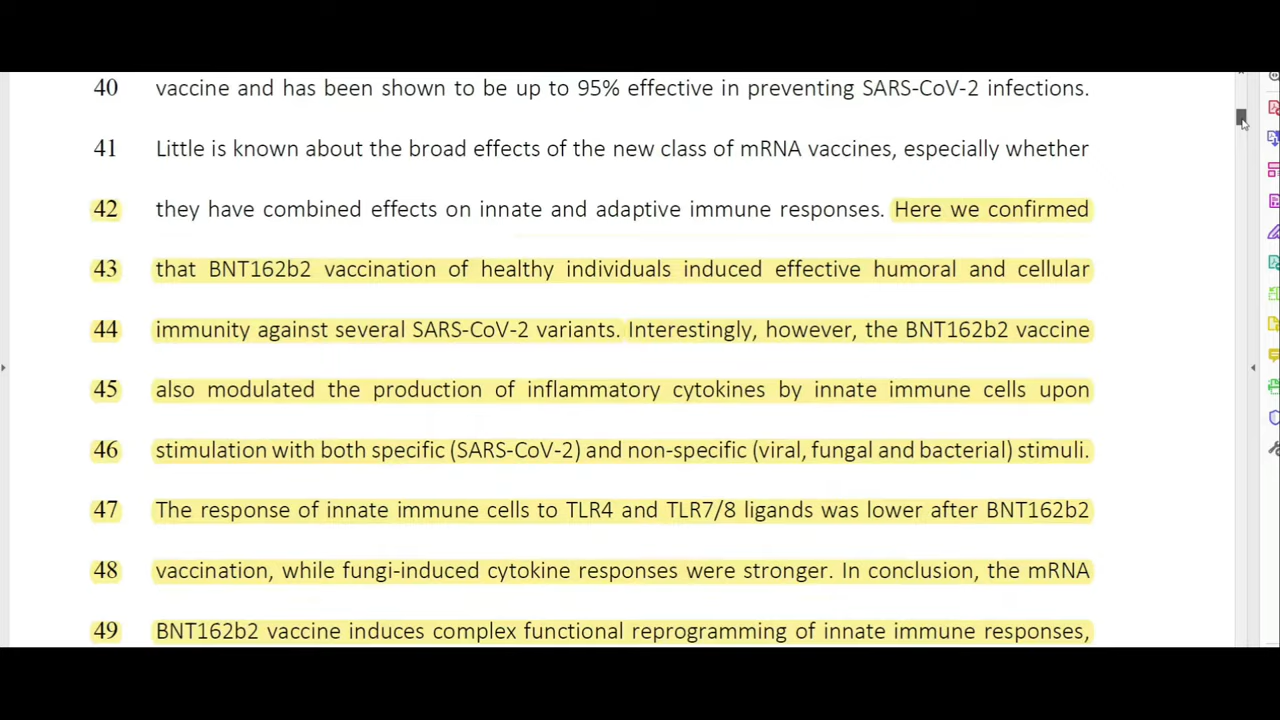 40 vaccine and has been shown to be up to 95% effective in preventing SARS-CoV-2 infections.
41 Little is known about the broad effects of the new class of mRNA vaccines, especially whether
42 they have combined effects on innate and adaptive immune responses. Here we confirmed
43 that BNT162b2 vaccination of healthy individuals induced effective humoral and cellular
44 immunity against several SARS-CoV-2 variants. Interestingly, however, the BNT162b2 vaccine
45 also modulated the production of inflammatory cytokines by innate immune cells upon
46 stimulation with both specific (SARS-CoV-2) and non-specific (viral, fungal and bacterial) stimuli.
47 The response of innate immune cells to TLR4 and TLR7/8 ligands was lower after BNT162b2
48 vaccination, while fungi-induced cytokine responses were stronger. In conclusion, the mRNA
49 BNT162b2 vaccine induces complex functional reprogramming of innate immune responses,